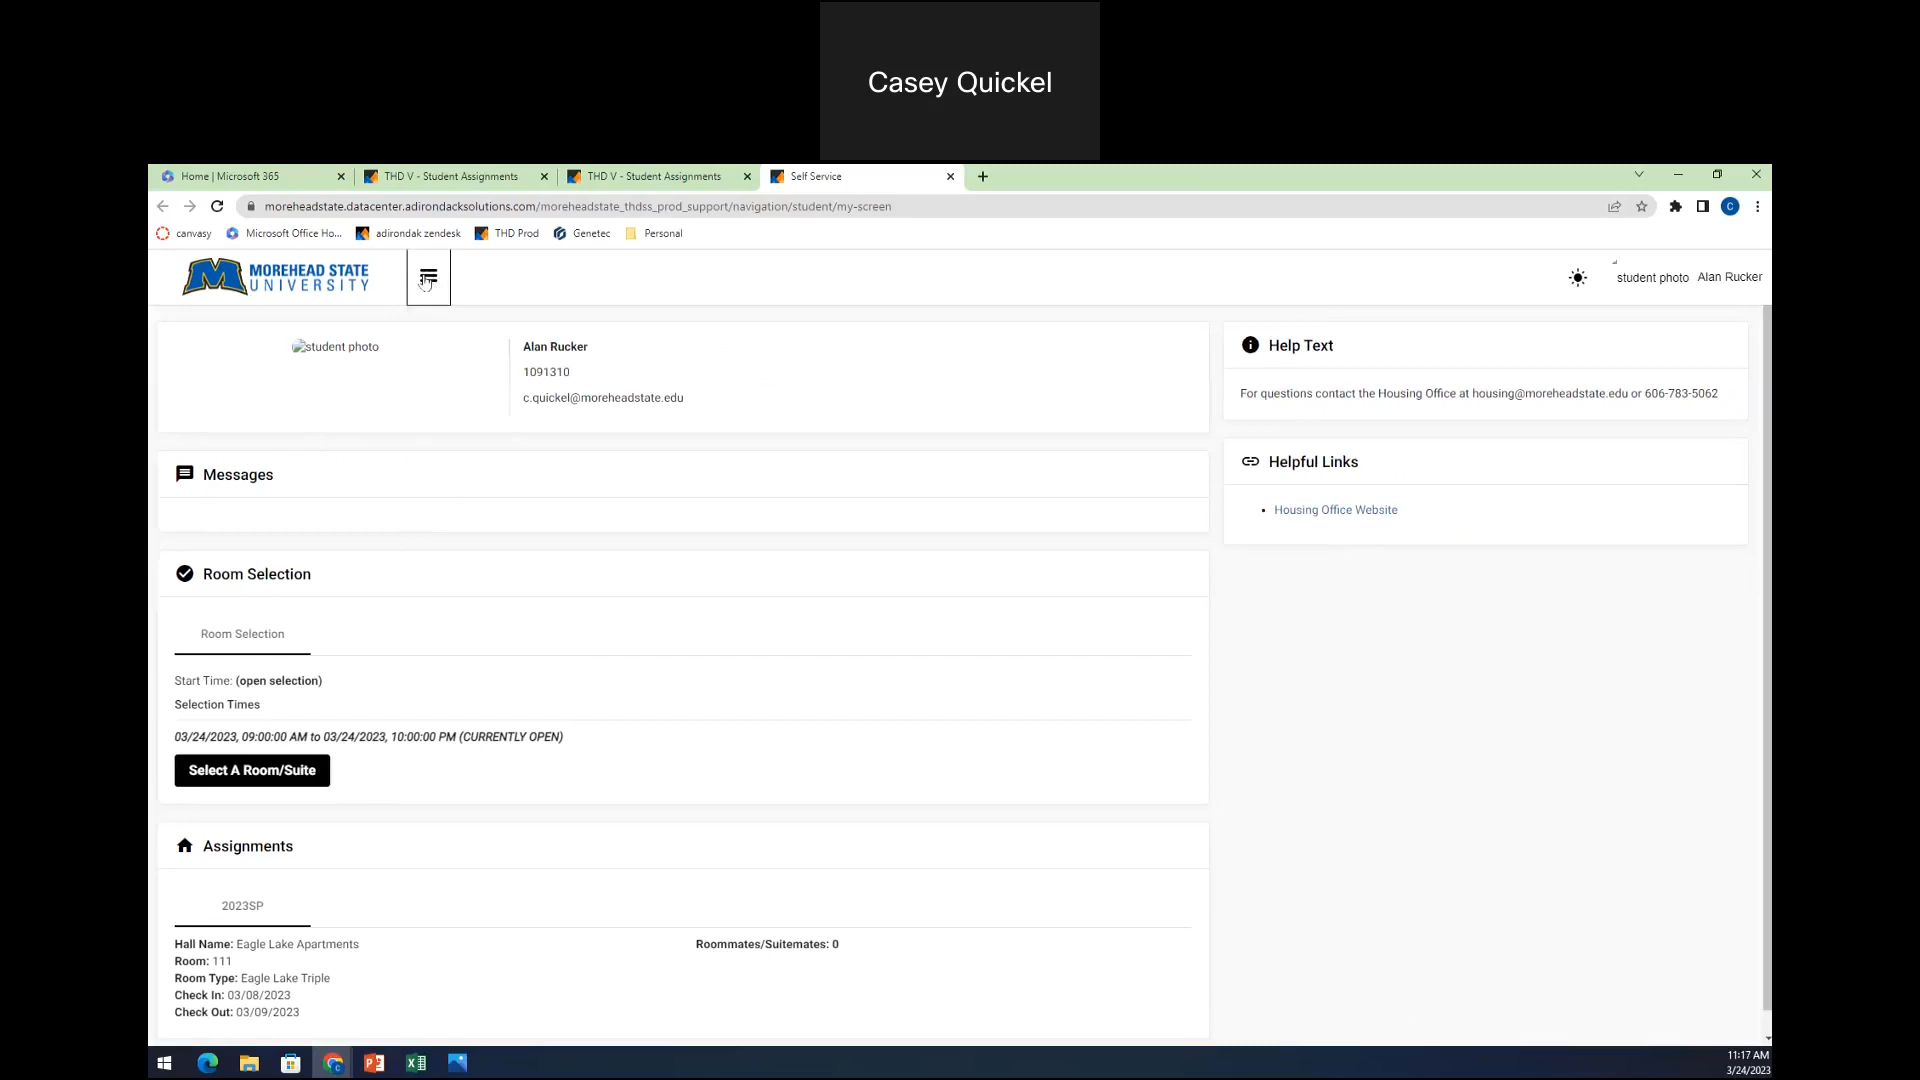 Casey Quickel
Home | Microsoft 365
THD V - Student Assignments
THD V - Student Assignments
Self Service
moreheadstate.datacenter.adirondacksolutions.com/moreheadstate_thdss_prod_support/navigation/student/my-screen
C
canvasy
Microsoft Office Ho...
adirondak zendesk
THD Prod
Genetec
Personal
MOREHEAD STATE
UNIVERSITY
student photo
Alan Rucker
student photo
Alan Rucker
1091310
c.quickel@moreheadstate.edu
Help Text
For questions contact the Housing Office at housing@moreheadstate.edu or 606-783-5062
Messages
Helpful Links
• Housing Office Website
Room Selection
Room Selection
Start Time: (open selection)
Selection Times
03/24/2023, 09:00:00 AM to 03/24/2023, 10:00:00 PM (CURRENTLY OPEN)
Select A Room/Suite
Assignments
2023SP
Hall Name: Eagle Lake Apartments
Roommates/Suitemates: 0
Room: 111
Room Type: Eagle Lake Triple
Check In: 03/08/2023
Check Out: 03/09/2023
11:17 AM
3/24/2023